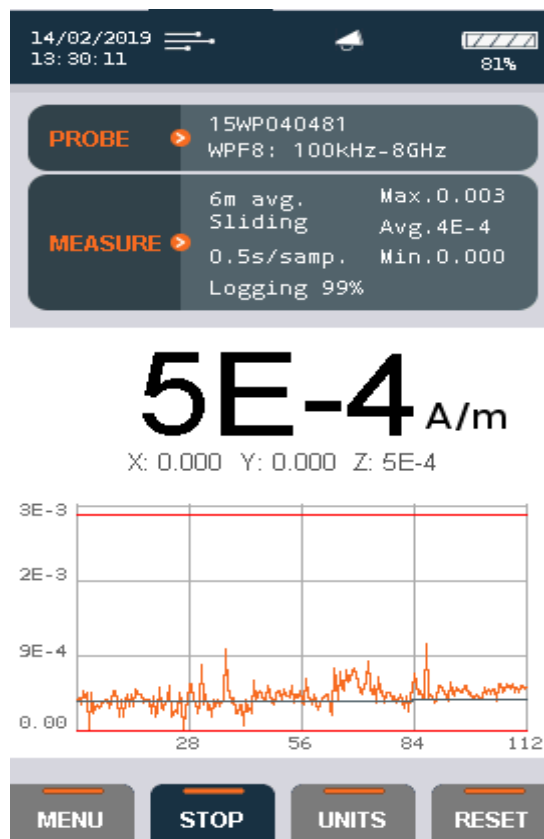 14/02/2019
13:30:11
81%
PROBE
15WP040481
WPF8: 100kHz-8GHz
MEASURE
6m avg.
Sliding
0.5s/samp.
Logging 99%
Max.0.003
Avg.4E-4
Min.0.000
5E-4 A/m
X: 0.000 Y: 0.000 Z: 5E-4
3E-3
2E-3
9E-4
0.00
28 56 84 112
MENU STOP UNITS RESET